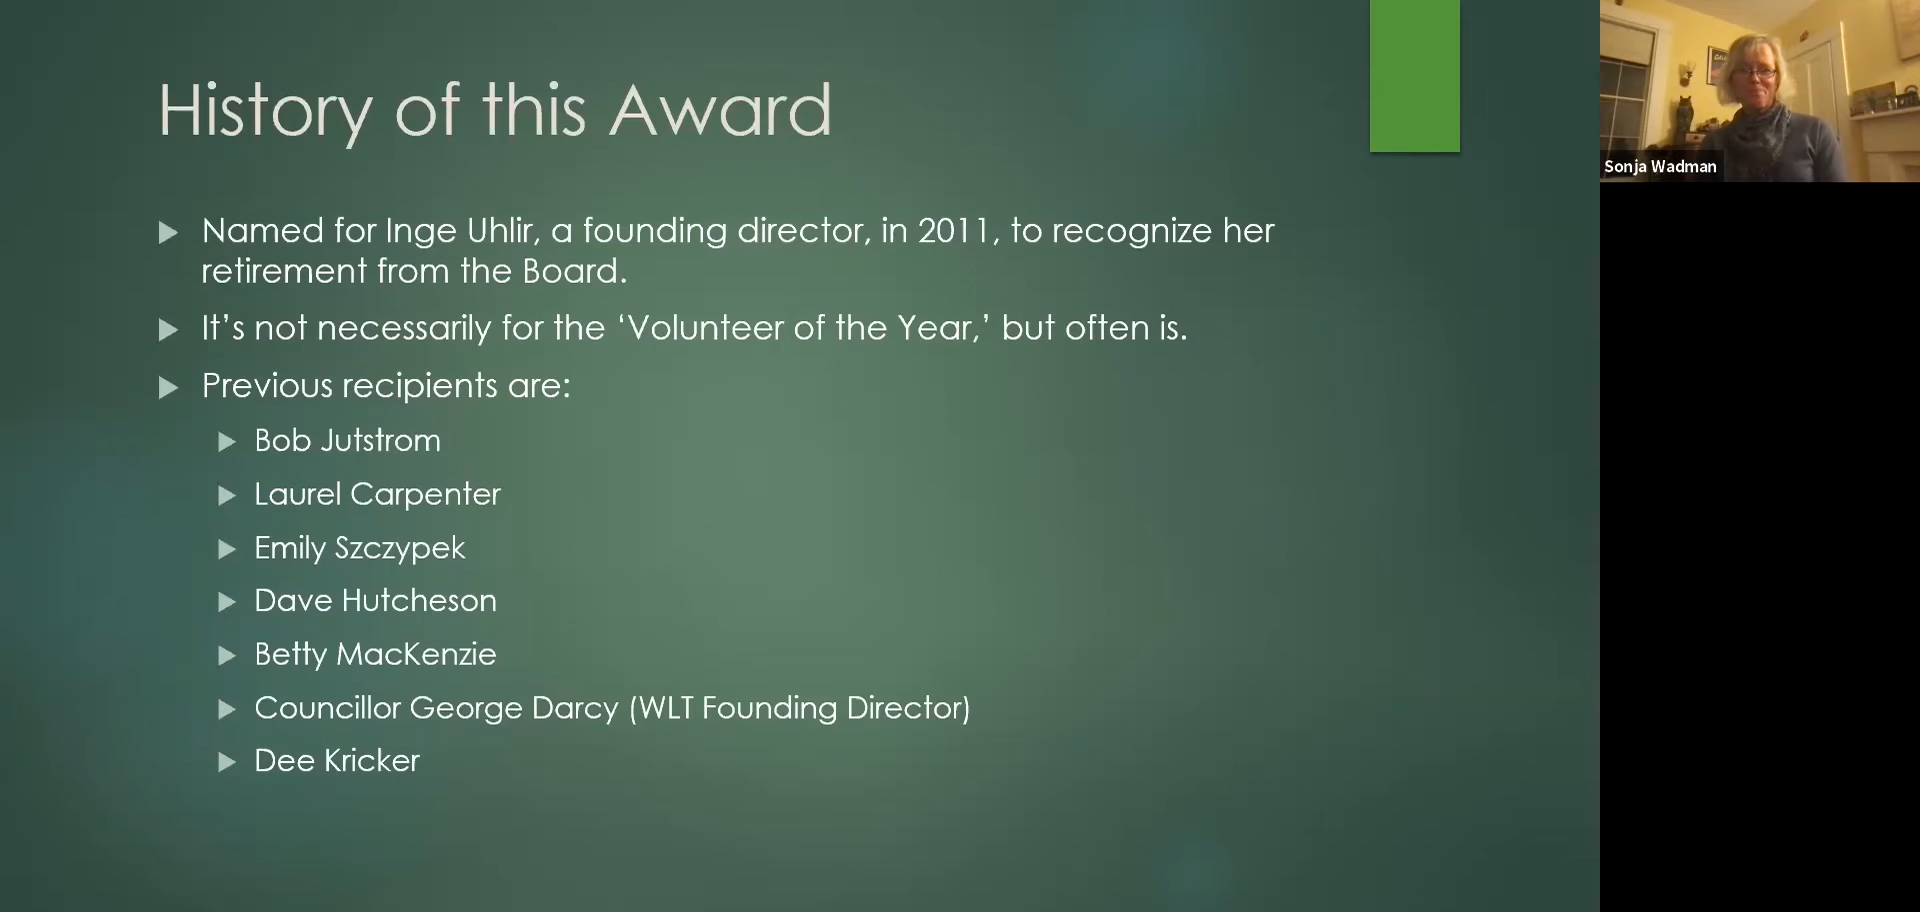 History of this Award
Named for Inge Uhlir, a founding director, in 2011, to recognize her
retirement from the Board.
It’s not necessarily for the ‘Volunteer of the Year,’ but often is.
Previous recipients are:
Bob Jutstrom
Laurel Carpenter
Emily Szczypek
Dave Hutcheson
Betty MacKenzie
Councillor George Darcy (WLT Founding Director)
Dee Kricker
Sonja Wadman